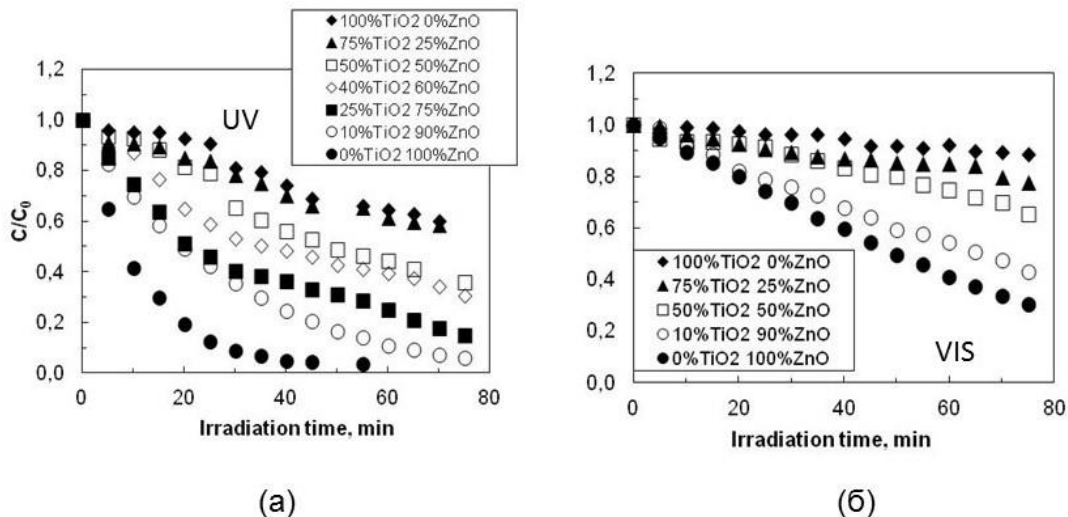 100%TiO2 0%ZnO
75%TiO2 25%ZnO
50%TiO2 50%ZnO
40%TiO2 60%ZnO
25%TiO2 75%ZnO
10%TiO2 90%ZnO
0%TiO2 100%ZnO
UV
1,2
1,0
0,8
0,6
0,4
0,2
0,0
C/C0
0 20 40 60 80
Irradiation time, min
(а)
1,2
1,0
0,8
0,6
0,4
0,2
0,0
100%TiO2 0%ZnO
75%TiO2 25%ZnO
50%TiO2 50%ZnO
10%TiO2 90%ZnO
0%TiO2 100%ZnO
VIS
0 20 40 60 80
Irradiation time, min
(б)